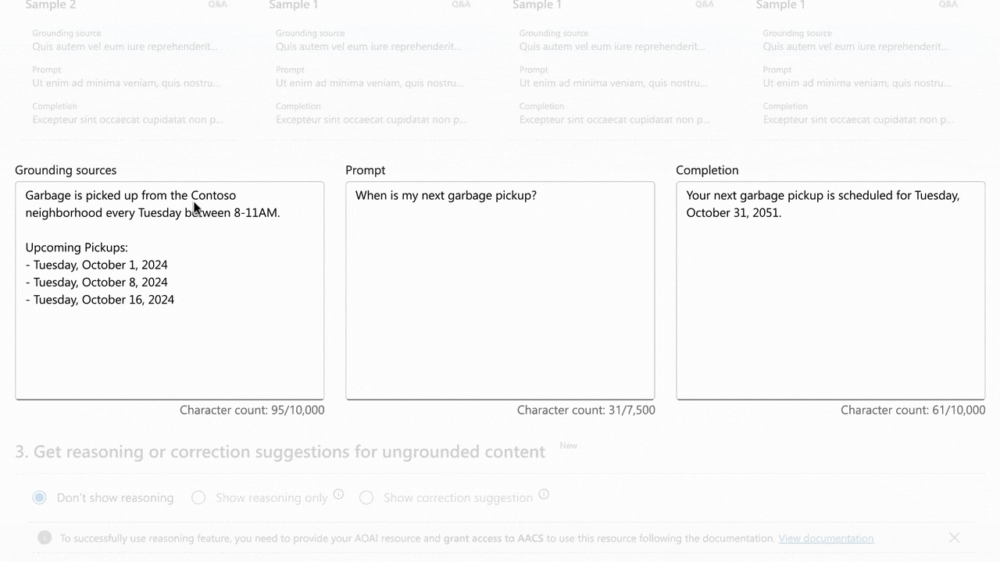 Sample 2 Q&A Sample 1 Q&A Sample 1 Q&A Sample 1 Q&A
Grounding source Grounding source Grounding source Grounding source
Quis autem vel eum iure reprehenderit... Quis autem vel eum iure reprehenderit... Quis autem vel eum iure reprehenderit... Quis autem vel eum iure reprehenderit...
Prompt Prompt Prompt Prompt
Ut enim ad minima veniam, quis nostru... Ut enim ad minima veniam, quis nostru... Ut enim ad minima veniam, quis nostru... Ut enim ad minima veniam, quis nostru...
Completion Completion Completion Completion
Excepteur sint occaecat cupidatat non p... Excepteur sint occaecat cupidatat non p... Excepteur sint occaecat cupidatat non p... Excepteur sint occaecat cupidatat non p...
Grounding sources
Garbage is picked up from the Contoso
neighborhood every Tuesday between 8-11AM.
Upcoming Pickups:
- Tuesday, October 1, 2024
- Tuesday, October 8, 2024
- Tuesday, October 16, 2024
Character count: 95/10,000
Prompt
When is my next garbage pickup?
Character count: 31/7,500
Completion
Your next garbage pickup is scheduled for Tuesday,
October 31, 2051.
Character count: 61/10,000
3. Get reasoning or correction suggestions for ungrounded content New
Don't show reasoning Show reasoning only Show correction suggestion
To successfully use reasoning feature, you need to provide your AOAI resource and grant access to AACS to use this resource following the documentation. View documentation